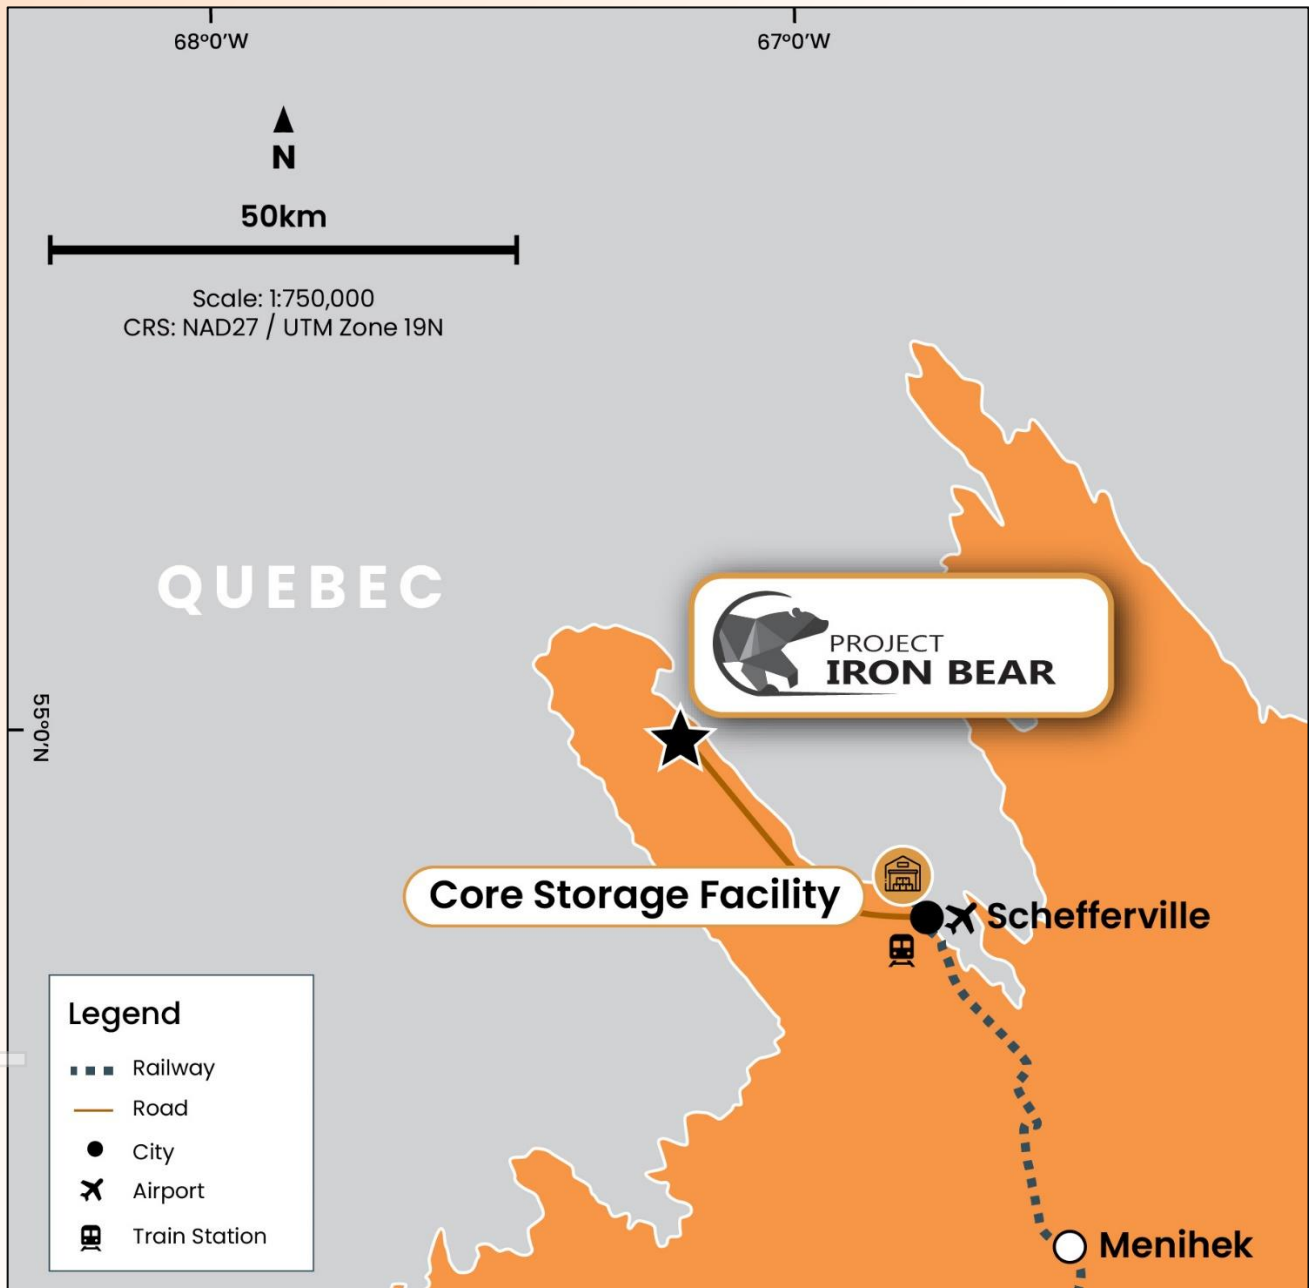 68°0'W
67°0'W
N
50km
Scale: 1:750,000
CRS: NAD27 / UTM Zone 19N
QUEBEC
PROJECT
IRON BEAR
55°0'N
Core Storage Facility
Schefferville
Legend
Railway
Road
City
Airport
Train Station
Menihek